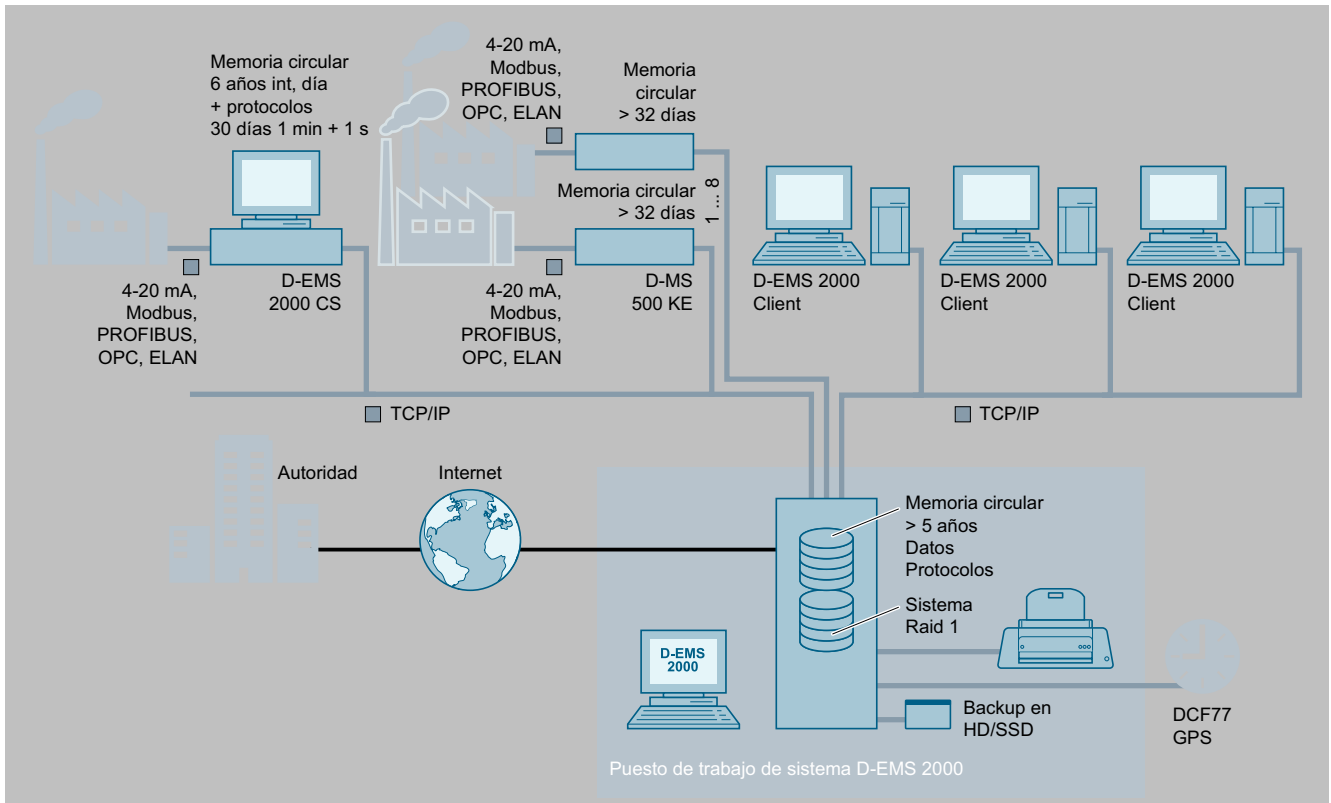 Memoria circular
6 años int, día
+ protocolos
30 días 1 min + 1 s
4-20 mA,
Modbus,
PROFIBUS,
OPC, ELAN
Memoria
circular
> 32 días
Memoria circular
> 32 días
1 ... 8
D-EMS
2000 CS
4-20 mA,
Modbus,
PROFIBUS,
OPC, ELAN
4-20 mA,
Modbus,
PROFIBUS,
OPC, ELAN
D-MS
500 KE
D-EMS 2000
Client
D-EMS 2000
Client
D-EMS 2000
Client
TCP/IP
TCP/IP
Autoridad
Internet
Memoria circular
> 5 años
Datos
Protocolos
Sistema
Raid 1
D-EMS
2000
Backup en
HD/SSD
DCF77
GPS
Puesto de trabajo de sistema D-EMS 2000